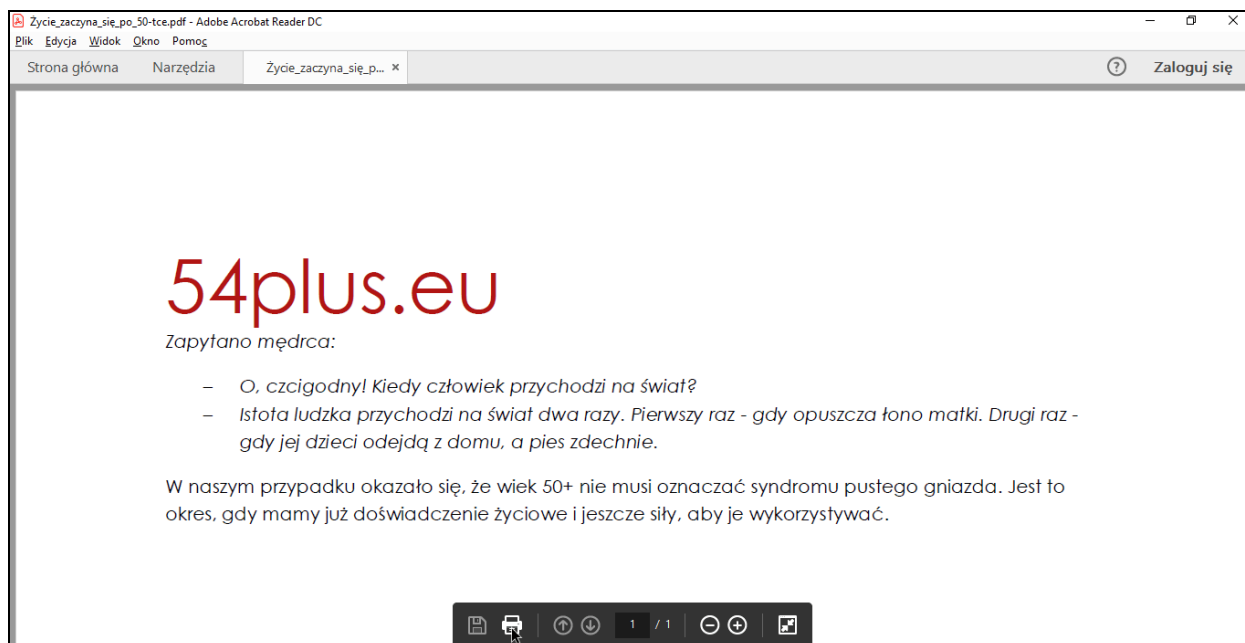 Życie_zaczyna_się_po_50-tce.pdf - Adobe Acrobat Reader DC
Plik Edycja Widok Okno Pomoc
Strona główna Narzędzia Życie_zaczyna_się_p... × ? Zaloguj się
54plus.eu
Zapytano mędrca:
– O, czcigodny! Kiedy człowiek przychodzi na świat?
– Istota ludzka przychodzi na świat dwa razy. Pierwszy raz - gdy opuszcza łono matki. Drugi raz -
gdy jej dzieci odejdą z domu, a pies zdechnie.
W naszym przypadku okazało się, że wiek 50+ nie musi oznaczać syndromu pustego gniazda. Jest to
okres, gdy mamy już doświadczenie życiowe i jeszcze siły, aby je wykorzystywać.
1 / 1